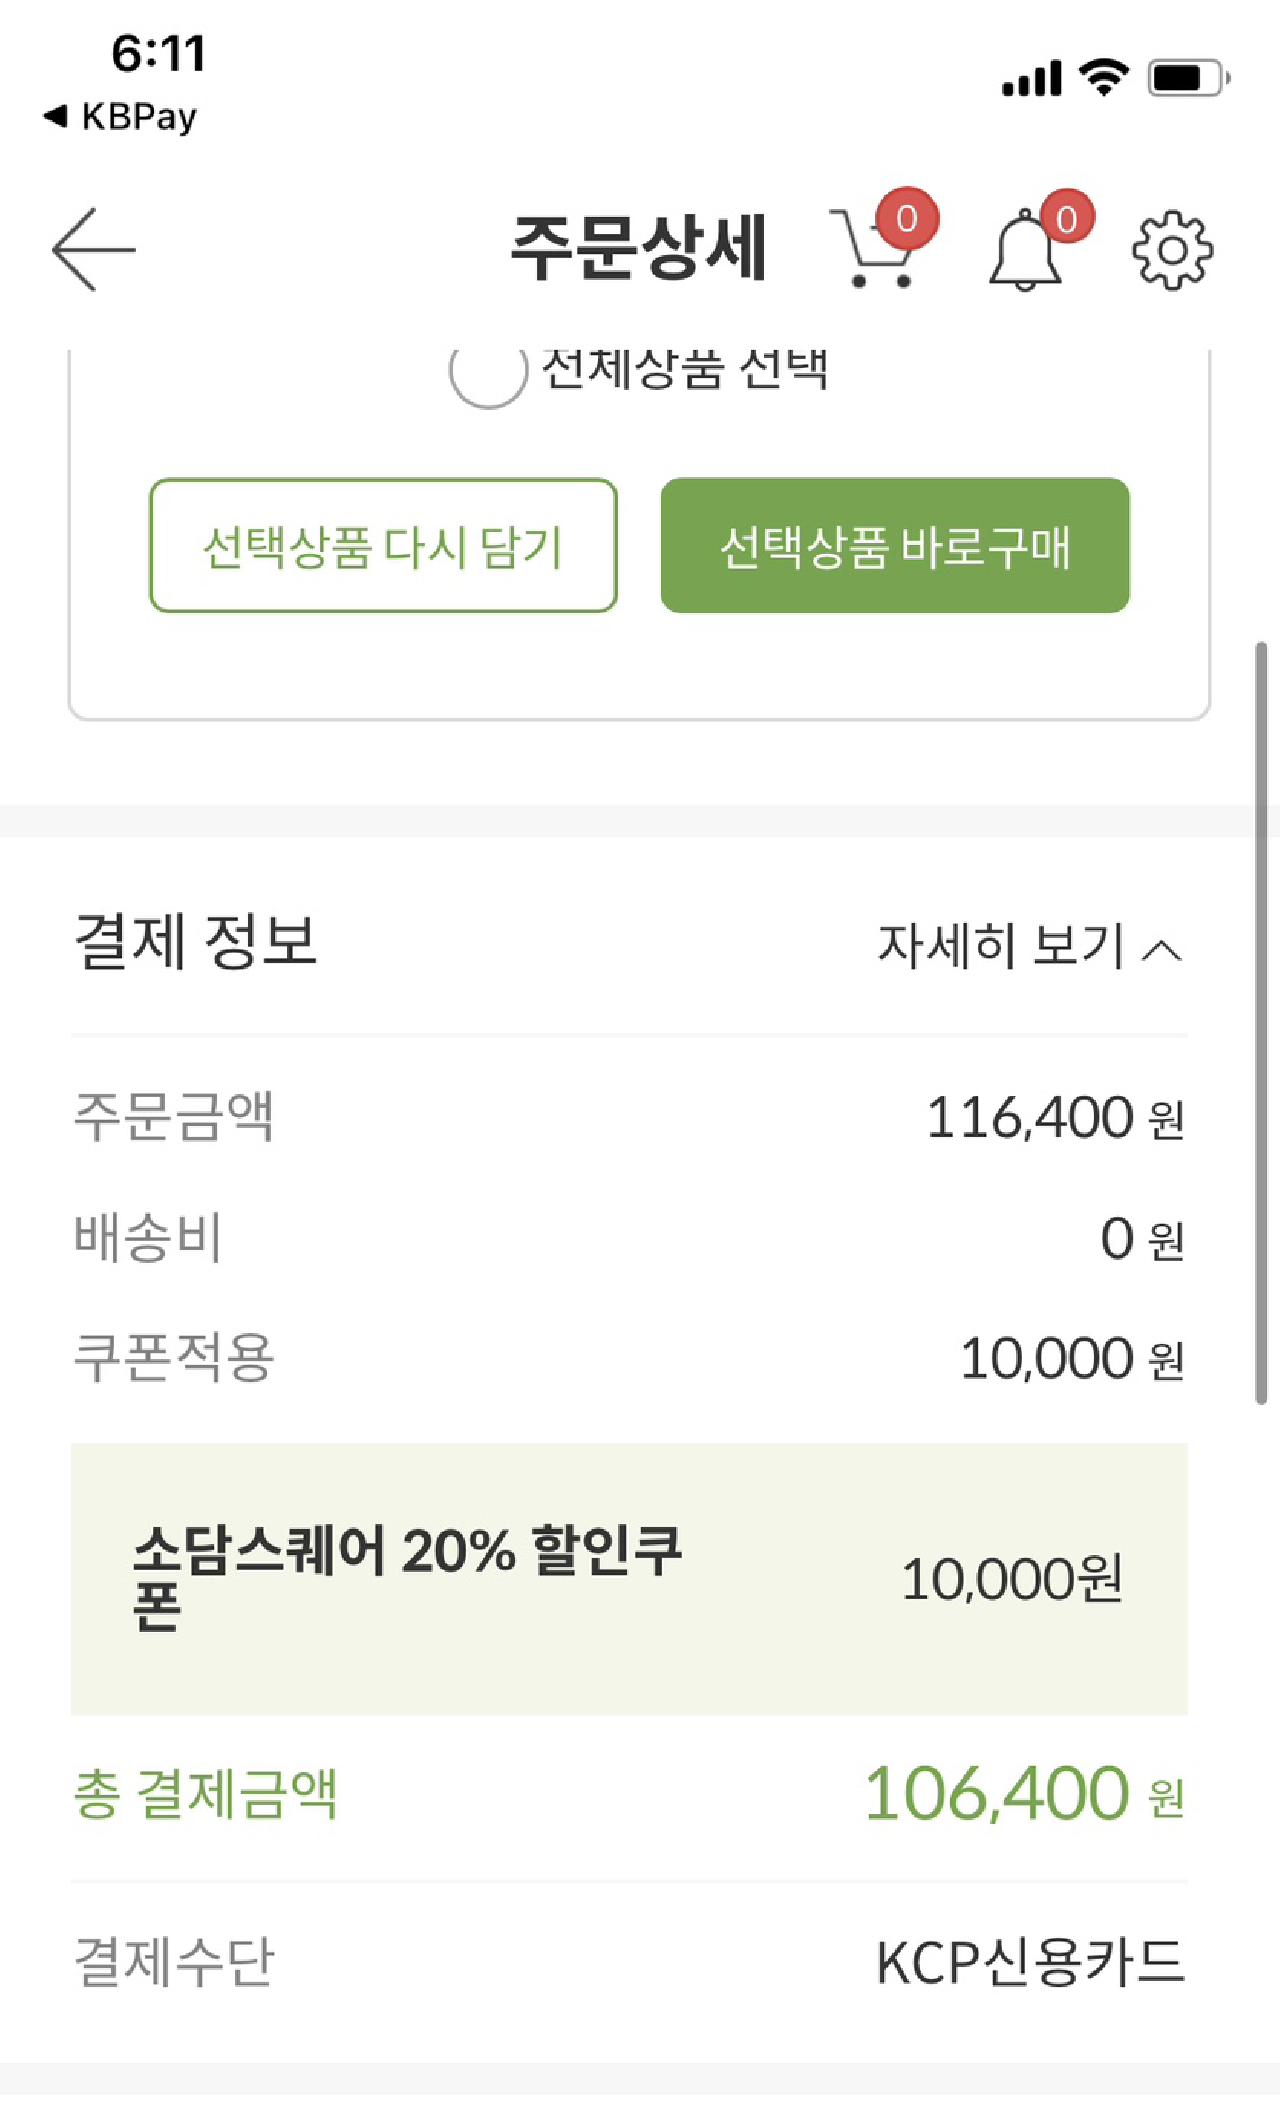 6:11
◀ KBPay
주문상세
0
0
전체상품 선택
선택상품 다시 담기
선택상품 바로구매
결제 정보
자세히 보기
주문금액
116,400 원
배송비
0 원
쿠폰적용
10,000 원
소담스퀘어 20% 할인쿠
폰
10,000원
총 결제금액
106,400 원
결제수단
KCP신용카드